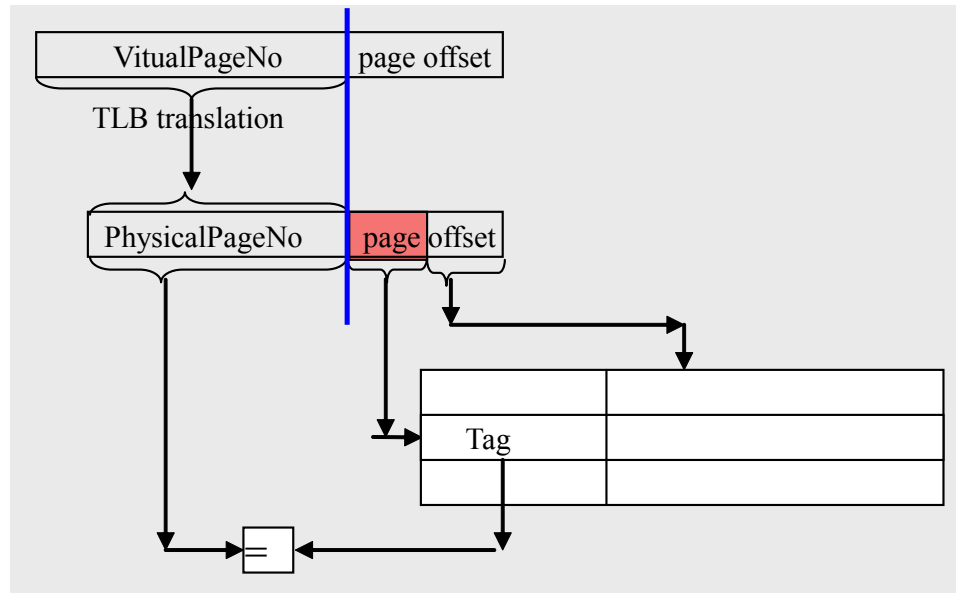 VitualPageNo page offset
TLB translation
PhysicalPageNo page offset
Tag
=